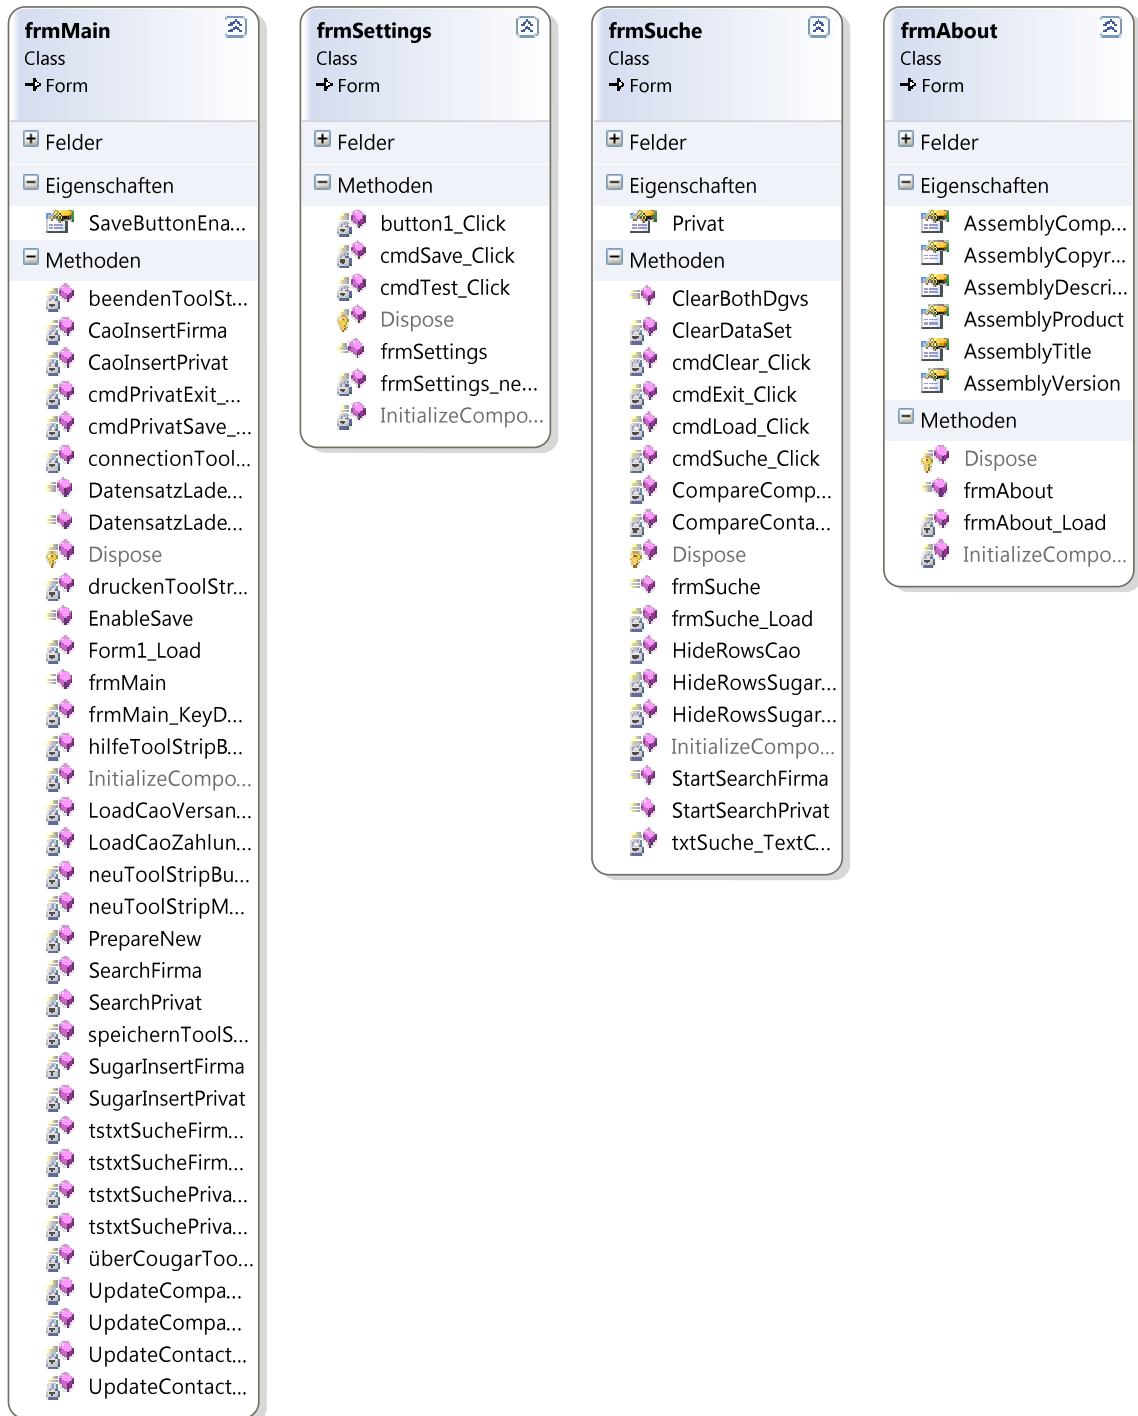 frmMain
Class
Form
Felder
Eigenschaften
SaveButtonEna...
Methoden
beendenToolSt...
CaoInsertFirma
CaoInsertPrivat
cmdPrivatExit_...
cmdPrivatSave_...
connectionTool...
DatensatzLade...
DatensatzLade...
Dispose
druckenToolStr...
EnableSave
Form1_Load
frmMain
frmMain_KeyD...
hilfeToolStripB...
InitializeCompo...
LoadCaoVersan...
LoadCaoZahlun...
neuToolStripBu...
neuToolStripM...
PrepareNew
SearchFirma
SearchPrivat
speichernToolS...
SugarInsertFirma
SugarInsertPrivat
tstxtSucheFirm...
tstxtSucheFirm...
tstxtSuchePriva...
tstxtSuchePriva...
überCougarToo...
UpdateCompa...
UpdateCompa...
UpdateContact...
UpdateContact...
frmSettings
Class
Form
Felder
Methoden
button1_Click
cmdSave_Click
cmdTest_Click
Dispose
frmSettings
frmSettings_ne...
InitializeCompo...
frmSuche
Class
Form
Felder
Eigenschaften
Privat
Methoden
ClearBothDgvs
ClearDataSet
cmdClear_Click
cmdExit_Click
cmdLoad_Click
cmdSuche_Click
CompareComp...
CompareConta...
Dispose
frmSuche
frmSuche_Load
HideRowsCao
HideRowsSugar...
HideRowsSugar...
InitializeCompo...
StartSearchFirma
StartSearchPrivat
txtSuche_TextC...
frmAbout
Class
Form
Felder
Eigenschaften
AssemblyComp...
AssemblyCopyr...
AssemblyDescri...
AssemblyProduct
AssemblyTitle
AssemblyVersion
Methoden
Dispose
frmAbout
frmAbout_Load
InitializeCompo...